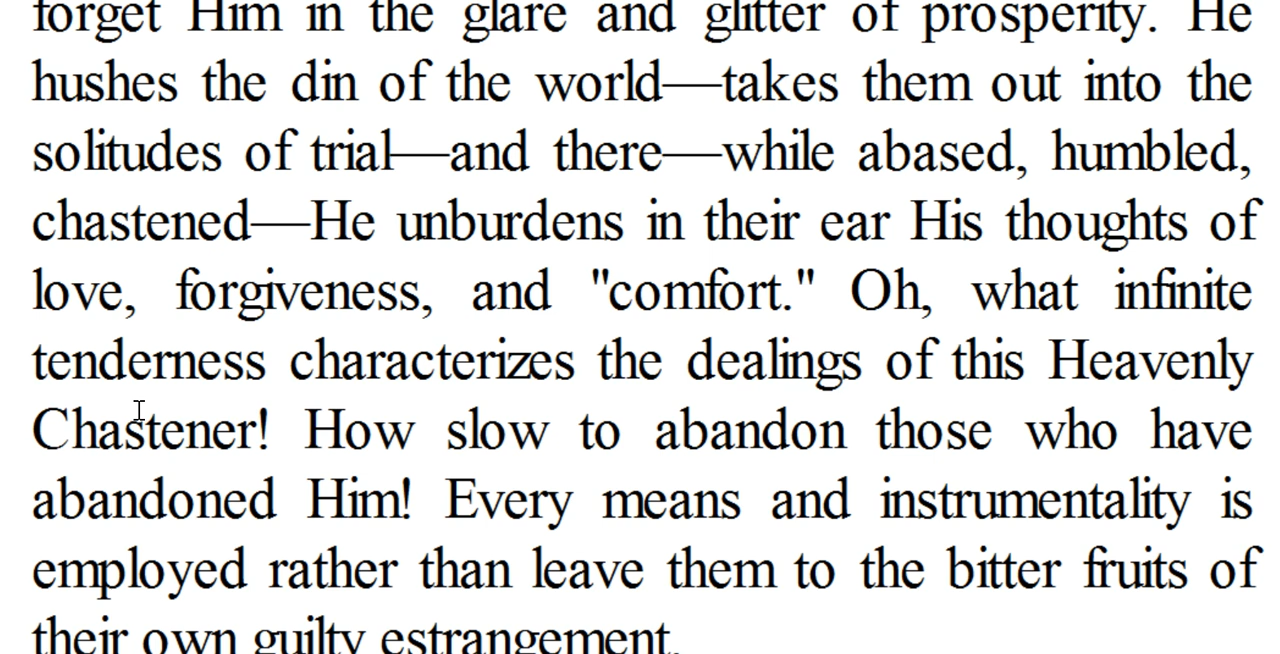 forget Him in the glare and glitter of prosperity. He
hushes the din of the world—takes them out into the
solitudes of trial—and there—while abased, humbled,
chastened—He unburdens in their ear His thoughts of
love, forgiveness, and "comfort." Oh, what infinite
tenderness characterizes the dealings of this Heavenly
Chastener! How slow to abandon those who have
abandoned Him! Every means and instrumentality is
employed rather than leave them to the bitter fruits of
their own guilty estrangement.